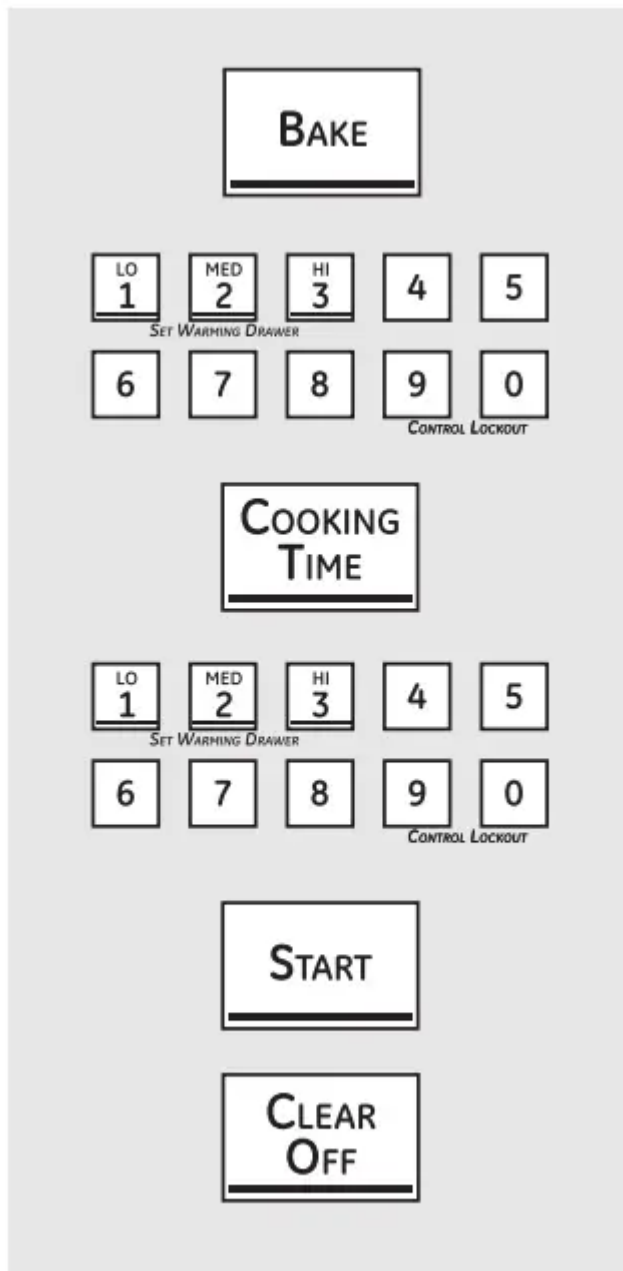 BAKE
LO MED HI
1 2 3 4 5
SET WARMING DRAWER
6 7 8 9 0
CONTROL LOCKOUT
COOKING
TIME
LO MED HI
1 2 3 4 5
SET WARMING DRAWER
6 7 8 9 0
CONTROL LOCKOUT
START
CLEAR
OFF